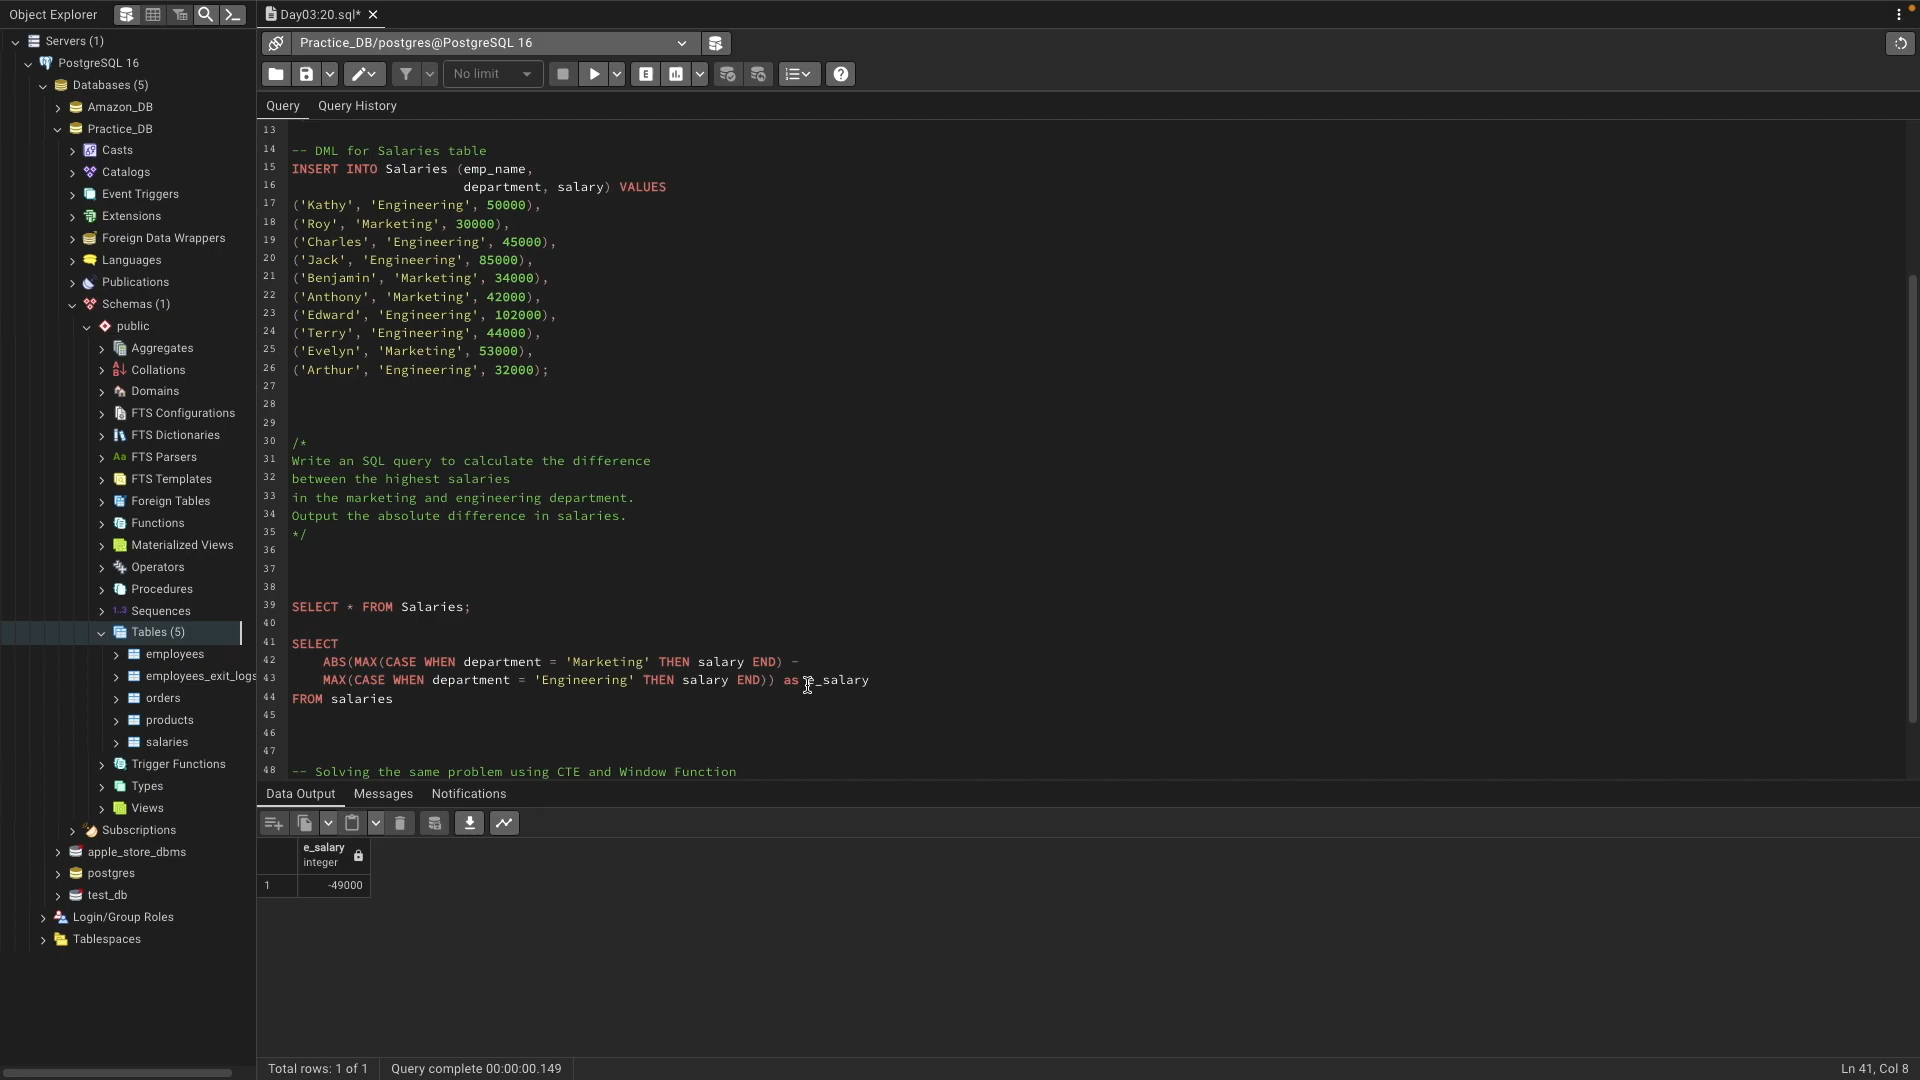 Object Explorer
Day03:20.sql*
Servers (1)
PostgreSQL 16
Databases (5)
Amazon_DB
Practice_DB
Casts
Catalogs
Event Triggers
Extensions
Foreign Data Wrappers
Languages
Publications
Schemas (1)
public
Aggregates
Collations
Domains
FTS Configurations
FTS Dictionaries
Aa FTS Parsers
FTS Templates
Foreign Tables
Functions
Materialized Views
Operators
Procedures
1..3 Sequences
Tables (5)
employees
employees_exit_logs
orders
products
salaries
Trigger Functions
Types
Views
Subscriptions
apple_store_dbms
postgres
test_db
Login/Group Roles
Tablespaces
Practice_DB/postgres@PostgreSQL 16
No limit
E
Query Query History
13
14 -- DML for Salaries table
15 INSERT INTO Salaries (emp_name,
16 department, salary) VALUES
17 ('Kathy', 'Engineering', 50000),
18 ('Roy', 'Marketing', 30000),
19 ('Charles', 'Engineering', 45000),
20 ('Jack', 'Engineering', 85000),
21 ('Benjamin', 'Marketing', 34000),
22 ('Anthony', 'Marketing', 42000),
23 ('Edward', 'Engineering', 102000),
24 ('Terry', 'Engineering', 44000),
25 ('Evelyn', 'Marketing', 53000),
26 ('Arthur', 'Engineering', 32000);
27
28
29
30 /*
31 Write an SQL query to calculate the difference
32 between the highest salaries
33 in the marketing and engineering department.
34 Output the absolute difference in salaries.
35 */
36
37
38
39 SELECT * FROM Salaries;
40
41 SELECT
42 ABS(MAX(CASE WHEN department = 'Marketing' THEN salary END) -
43 MAX(CASE WHEN department = 'Engineering' THEN salary END)) as e_salary
44 FROM salaries
45
46
47
48 -- Solving the same problem using CTE and Window Function
Data Output Messages Notifications
e_salary
integer
1 -49000
Total rows: 1 of 1 Query complete 00:00:00.149 Ln 41, Col 8